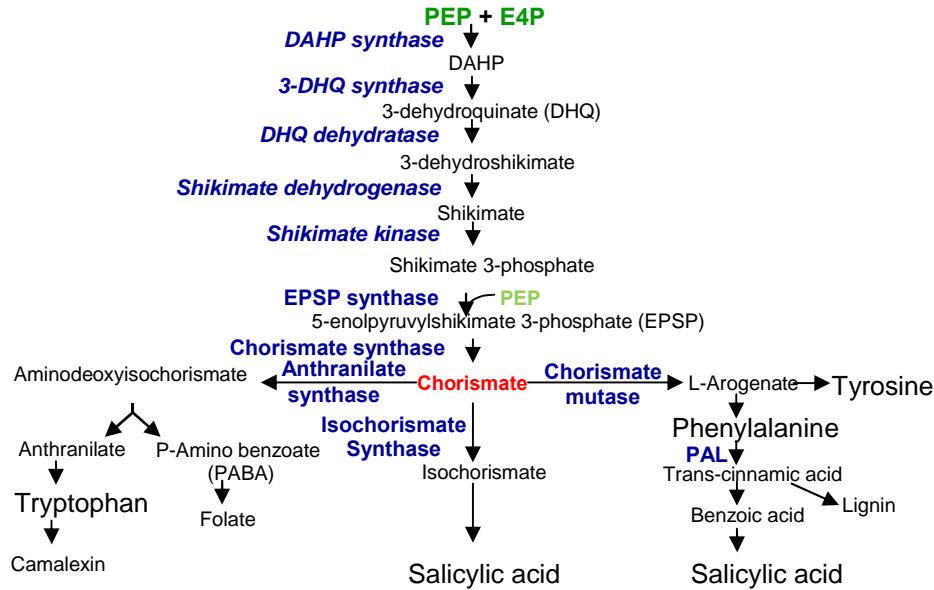 PEP + E4P
DAHP synthase
DAHP
3-DHQ synthase
3-dehydroquinate (DHQ)
DHQ dehydratase
3-dehydroshikimate
Shikimate dehydrogenase
Shikimate
Shikimate kinase
Shikimate 3-phosphate
EPSP synthase
PEP
5-enolpyruvylshikimate 3-phosphate (EPSP)
Chorismate synthase
Aminodeoxyisochorismate
Anthranilate
synthase
Chorismate
Chorismate
mutase
L-Arogenate
Tyrosine
Isochorismate
Synthase
Phenylalanine
Anthranilate
P-Amino benzoate
(PABA)
PAL
Isochorismate
Trans-cinnamic acid
Tryptophan
Folate
Benzoic acid
Lignin
Camalexin
Salicylic acid
Salicylic acid